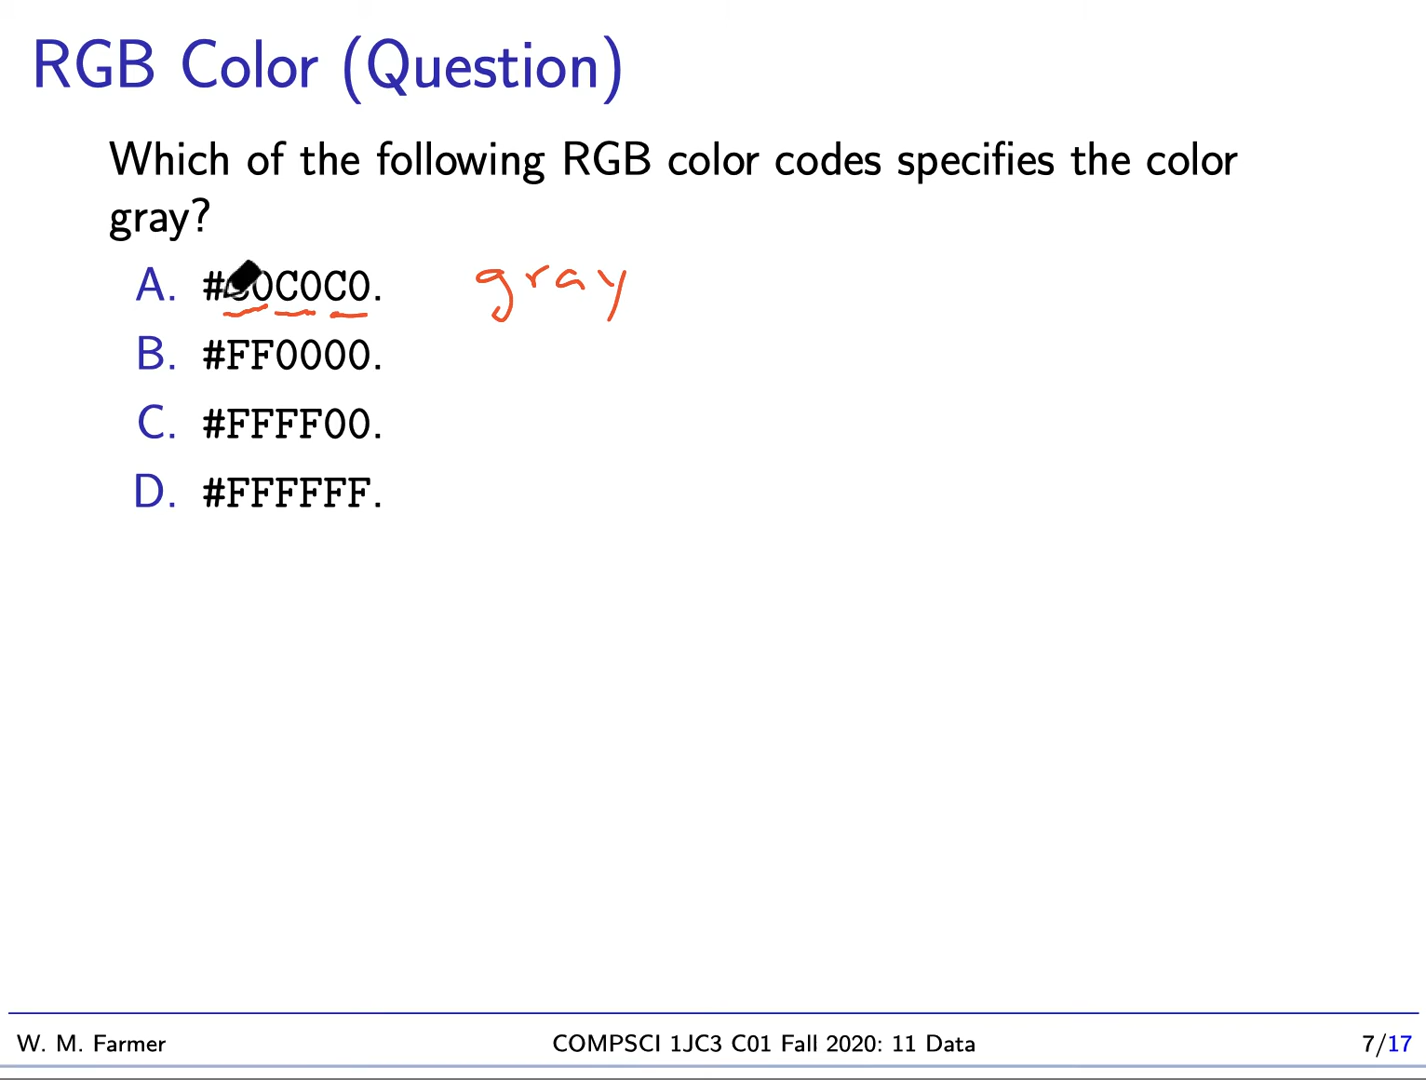 RGB Color (Question)
Which of the following RGB color codes specifies the color
gray?
A. #C0C0C0. gray
B. #FF0000.
C. #FFFF00.
D. #FFFFFF.
W. M. Farmer COMPSCI 1JC3 C01 Fall 2020: 11 Data 7/17